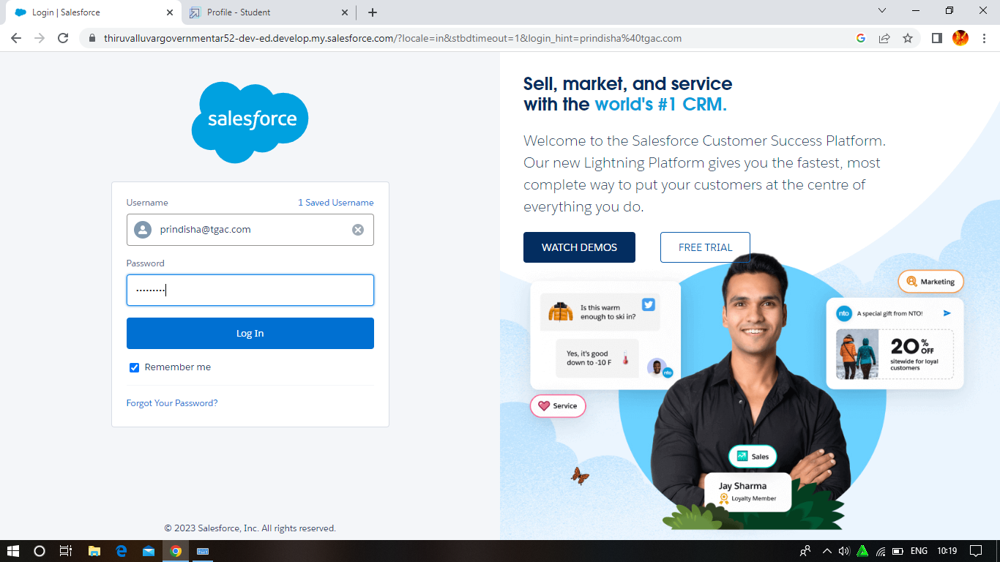 Login | Salesforce
Profile - Student
thiruvalluvargovernmentar52-dev-ed.develop.my.salesforce.com/?locale=in&stbdtimeout=1&login_hint=prindisha%40tgac.com
salesforce
Username
1 Saved Username
prindisha@tgac.com
Password
•••••••••
Log In
Remember me
Forgot Your Password?
© 2023 Salesforce, Inc. All rights reserved.
Sell, market, and service
with the world's #1 CRM.
Welcome to the Salesforce Customer Success Platform.
Our new Lightning Platform gives you the fastest, most
complete way to put your customers at the centre of
everything you do.
WATCH DEMOS
FREE TRIAL
Is this warm
enough to ski in?
Yes, it's good
down to -10 F
nto
Service
Marketing
nto
A special gift from NTO!
20% OFF
sitewide for loyal
customers
Sales
Jay Sharma
Loyalty Member
ENG
10:19